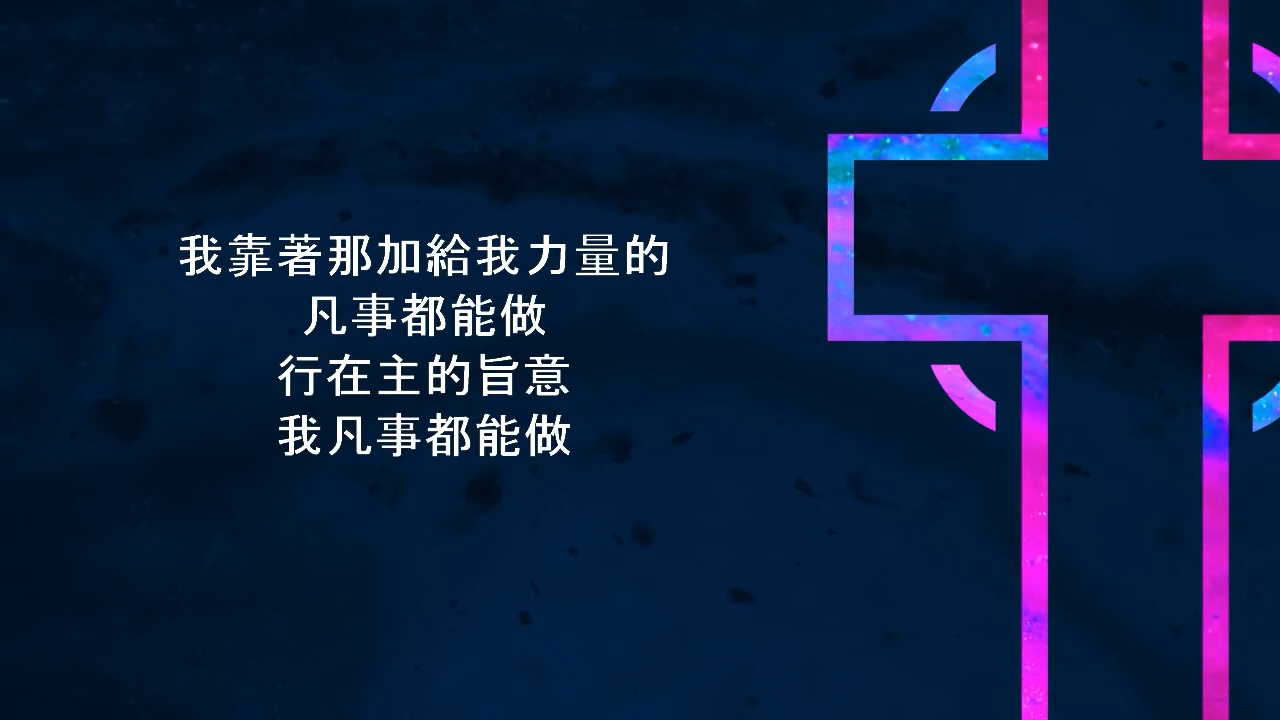 我靠著那加給我力量的
凡事都能做
行在主的旨意
我凡事都能做